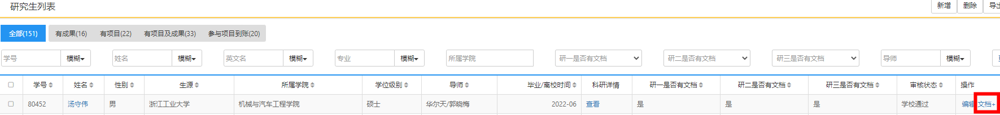 研究生列表 新增 删除 导出
全部(151) 有成果(16) 有项目(22) 有项目及成果(33) 参与项目到账(20)
学号 模糊 姓名 模糊 英文名 模糊 专业 模糊 所属学院 研一是否有文档 研二是否有文档 研三是否有文档 导师 模糊
学号 姓名 性别 生源 所属学院 学位级别 导师 毕业/离校时间 科研详情 研一是否有文档 研二是否有文档 研三是否有文档 审核状态 操作
80452 汤守伟 男 浙江工业大学 机械与汽车工程学院 硕士 华尔天/郭晓梅 2022-06 查看 是 是 是 学校通过 编辑 文档+